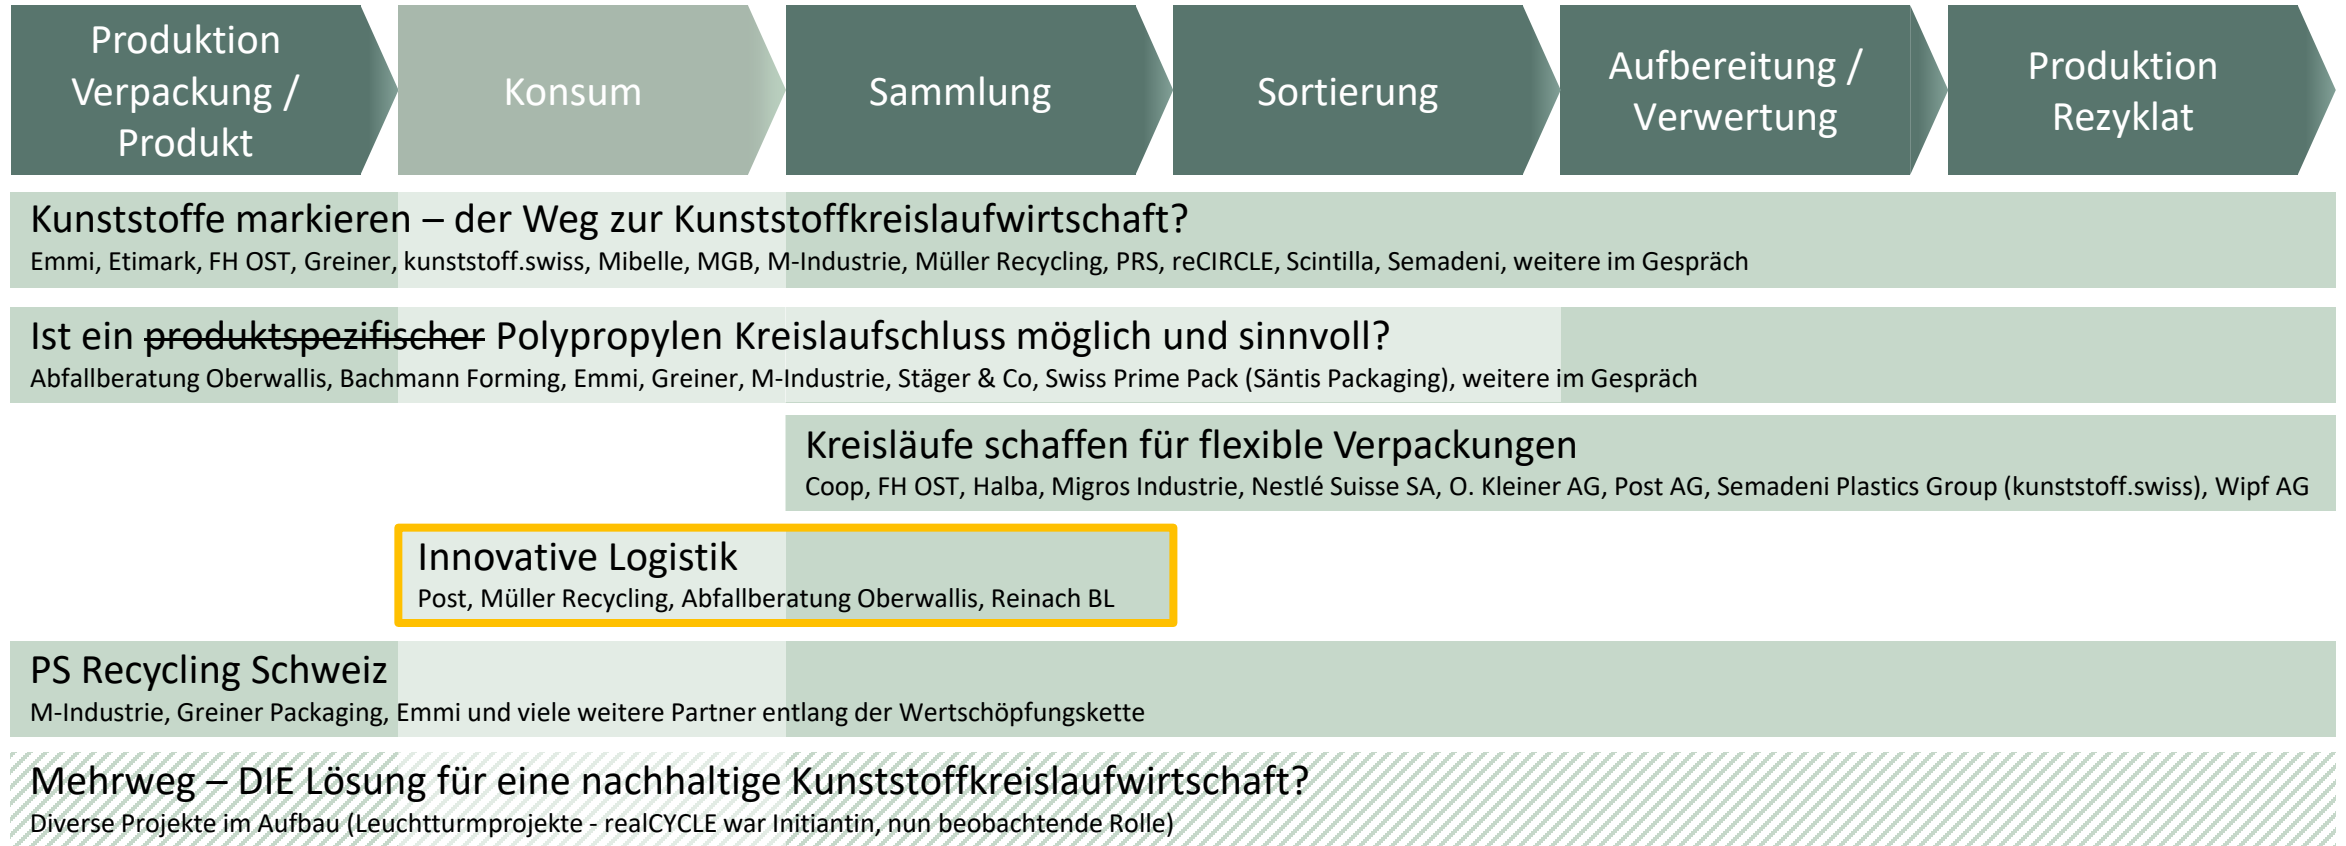 Produktion
Verpackung /
Produkt
Konsum
Sammlung
Sortierung
Aufbereitung /
Verwertung
Produktion
Rezyklat
Kunststoffe markieren – der Weg zur Kunststoffkreislaufwirtschaft?
Emmi, Etimark, FH OST, Greiner, kunststoff.swiss, Mibelle, MGB, M-Industrie, Müller Recycling, PRS, reCIRCLE, Scintilla, Semadeni, weitere im Gespräch
Ist ein produktspezifischer Polypropylen Kreislaufschluss möglich und sinnvoll?
Abfallberatung Oberwallis, Bachmann Forming, Emmi, Greiner, M-Industrie, Stäger & Co, Swiss Prime Pack (Säntis Packaging), weitere im Gespräch
Kreisläufe schaffen für flexible Verpackungen
Coop, FH OST, Halba, Migros Industrie, Nestlé Suisse SA, O. Kleiner AG, Post AG, Semadeni Plastics Group (kunststoff.swiss), Wipf AG
Innovative Logistik
Post, Müller Recycling, Abfallberatung Oberwallis, Reinach BL
PS Recycling Schweiz
M-Industrie, Greiner Packaging, Emmi und viele weitere Partner entlang der Wertschöpfungskette
Mehrweg – DIE Lösung für eine nachhaltige Kunststoffkreislaufwirtschaft?
Diverse Projekte im Aufbau (Leuchtturmprojekte - realCYCLE war Initiantin, nun beobachtende Rolle)